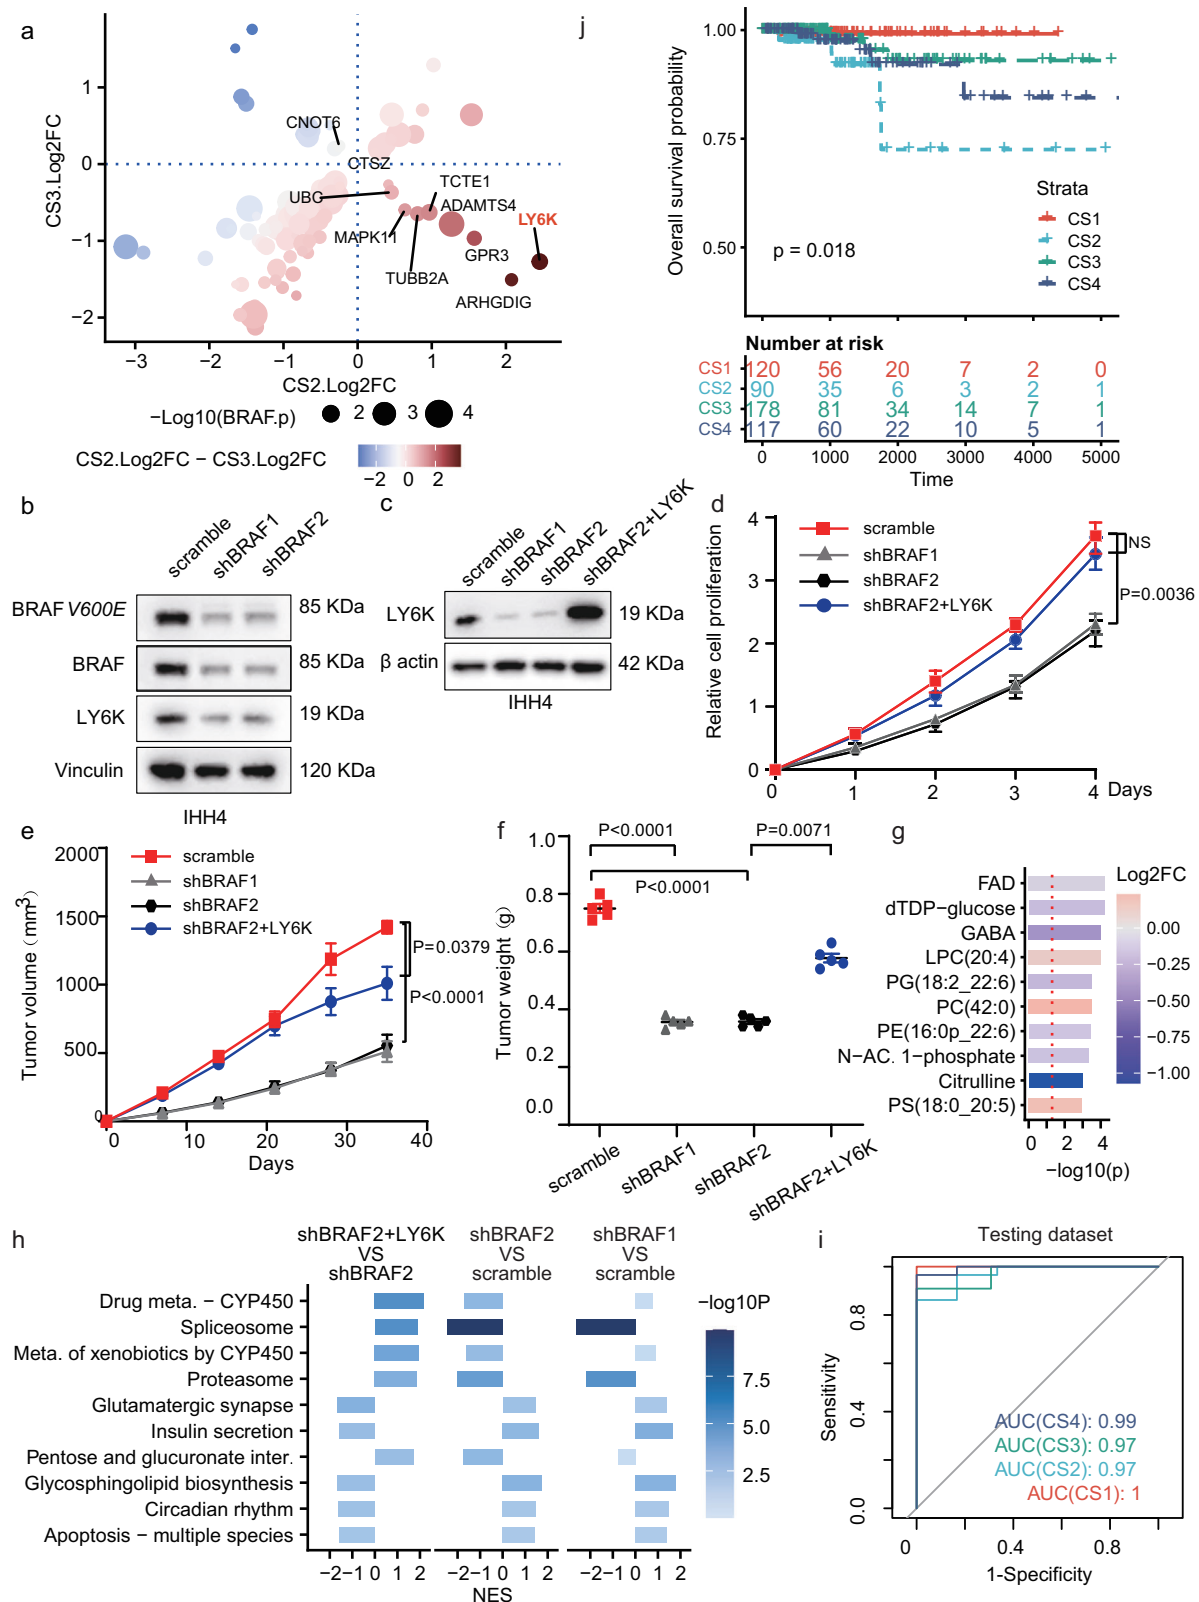 a
CS3.Log2FC
1
0
−1
−2
CNOT6
CTSZ
UBC
TCTE1
ADAMTS4
LY6K
MAPK11
GPR3
TUBB2A
ARHGDIG
−3 −2 −1 0 1 2
CS2.Log2FC
−Log10(BRAF.p) 2 3 4
CS2.Log2FC − CS3.Log2FC
−2 0 2
j
Overall survival probability
1.00
0.75
0.50
p = 0.018
Strata
CS1
CS2
CS3
CS4
Number at risk
CS1 120 56 20 7 2 0
CS2 90 35 6 3 2 1
CS3 178 81 34 14 7 1
CS4 117 60 22 10 5 1
0 1000 2000 3000 4000 5000
Time
b
scramble
shBRAF1
shBRAF2
BRAF V600E 85 KDa
BRAF 85 KDa
LY6K 19 KDa
Vinculin 120 KDa
IHH4
c
scramble
shBRAF1
shBRAF2
shBRAF2+LY6K
LY6K 19 KDa
β actin 42 KDa
IHH4
d
Relative cell proliferation
4
3
2
1
0
scramble
shBRAF1
shBRAF2
shBRAF2+LY6K
NS
P=0.0036
0 1 2 3 4 Days
e
Tumor volume (mm3)
2000
1500
1000
500
0
scramble
shBRAF1
shBRAF2
shBRAF2+LY6K
P=0.0379
P<0.0001
0 10 20 30 40
Days
f
Tumor weight (g)
1.0
0.8
0.6
0.4
0.2
0.0
P<0.0001
P=0.0071
P<0.0001
scramble
shBRAF1
shBRAF2
shBRAF2+LY6K
g
FAD
dTDP−glucose
GABA
LPC(20:4)
PG(18:2_22:6)
PC(42:0)
PE(16:0p_22:6)
N−AC. 1−phosphate
Citrulline
PS(18:0_20:5)
0 2 4
−log10(p)
Log2FC
0.00
−0.25
−0.50
−0.75
−1.00
h
shBRAF2+LY6K
VS
shBRAF2
shBRAF2
VS
scramble
shBRAF1
VS
scramble
Drug meta. − CYP450
Spliceosome
Meta. of xenobiotics by CYP450
Proteasome
Glutamatergic synapse
Insulin secretion
Pentose and glucuronate inter.
Glycosphingolipid biosynthesis
Circadian rhythm
Apoptosis − multiple species
−2 −1 0 1 2
−2 −1 0 1 2
−2 −1 0 1 2
NES
−log10P
7.5
5.0
2.5
i
Testing dataset
Sensitivity
0.8
0.4
0.0
AUC(CS4): 0.99
AUC(CS3): 0.97
AUC(CS2): 0.97
AUC(CS1): 1
0 0.4 0.8
1-Specificity